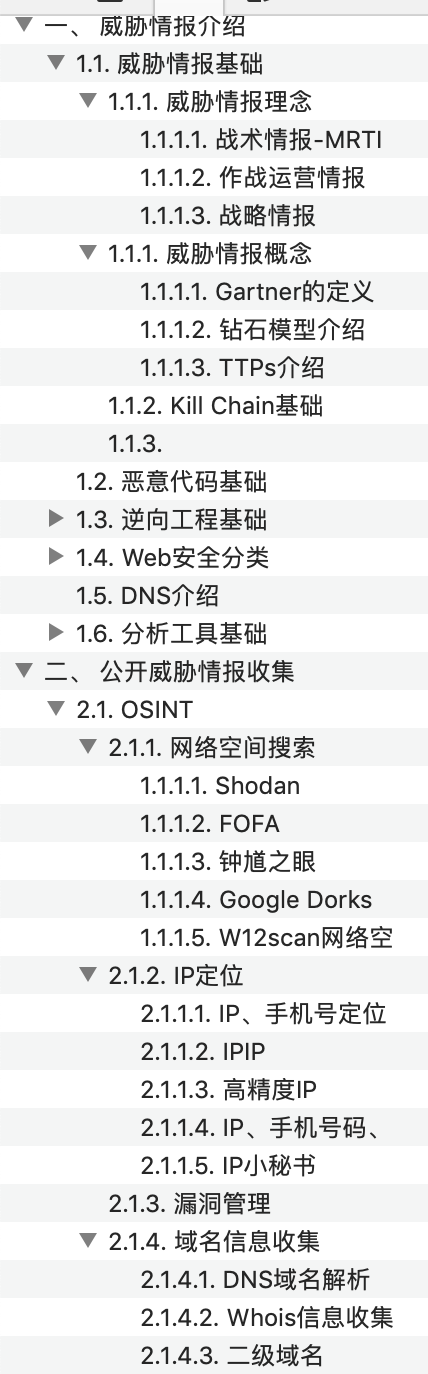 一、 威胁情报介绍
1.1. 威胁情报基础
1.1.1. 威胁情报理念
1.1.1.1. 战术情报-MRTI
1.1.1.2. 作战运营情报
1.1.1.3. 战略情报
1.1.1. 威胁情报概念
1.1.1.1. Gartner的定义
1.1.1.2. 钻石模型介绍
1.1.1.3. TTPs介绍
1.1.2. Kill Chain基础
1.1.3.
1.2. 恶意代码基础
1.3. 逆向工程基础
1.4. Web安全分类
1.5. DNS介绍
1.6. 分析工具基础
二、 公开威胁情报收集
2.1. OSINT
2.1.1. 网络空间搜索
1.1.1.1. Shodan
1.1.1.2. FOFA
1.1.1.3. 钟馗之眼
1.1.1.4. Google Dorks
1.1.1.5. W12scan网络空
2.1.2. IP定位
2.1.1.1. IP、手机号定位
2.1.1.2. IPIP
2.1.1.3. 高精度IP
2.1.1.4. IP、手机号码、
2.1.1.5. IP小秘书
2.1.3. 漏洞管理
2.1.4. 域名信息收集
2.1.4.1. DNS域名解析
2.1.4.2. Whois信息收集
2.1.4.3. 二级域名